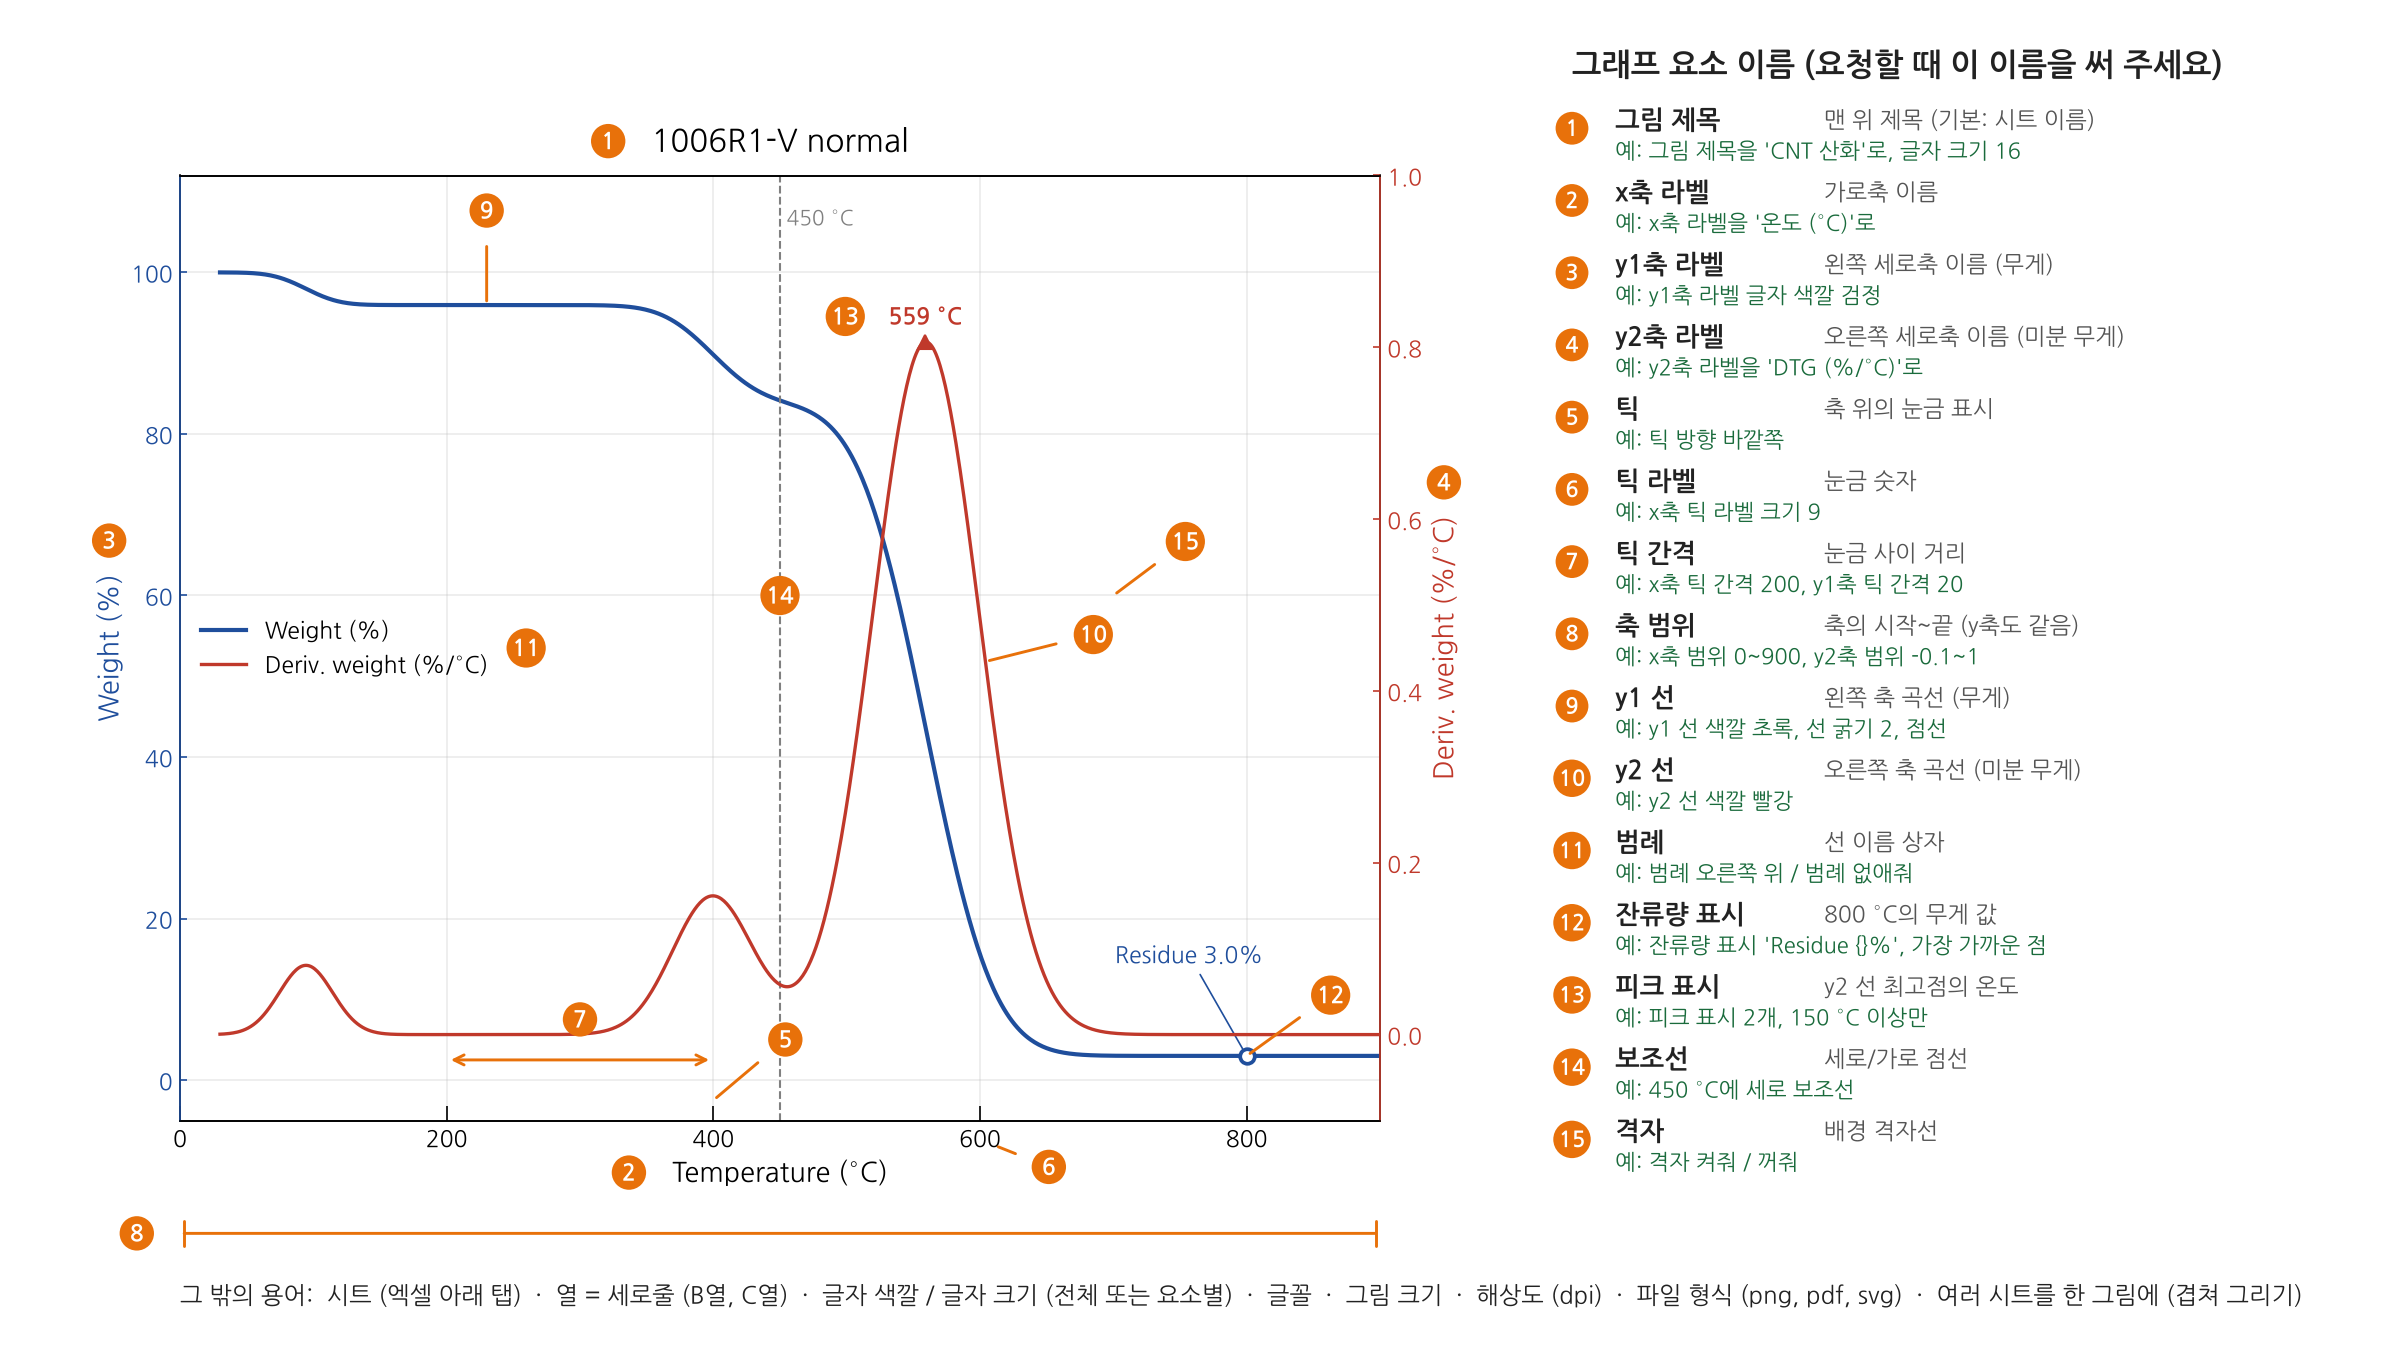 1 1006R1-V normal
9
450 °C
13 559 °C
14
15
10
11
7
5
12
Residue 3.0%
Weight (%)
Deriv. weight (%/°C)
3
Weight (%)
100
80
60
40
20
0
4
Deriv. weight (%/°C)
1.0
0.8
0.6
0.4
0.2
0.0
0 200 400 600 800
2 Temperature (°C)
6
8
그래프 요소 이름 (요청할 때 이 이름을 써 주세요)
1 그림 제목 맨 위 제목 (기본: 시트 이름)
예: 그림 제목을 'CNT 산화'로, 글자 크기 16
2 x축 라벨 가로축 이름
예: x축 라벨을 '온도 (°C)'로
3 y1축 라벨 왼쪽 세로축 이름 (무게)
예: y1축 라벨 글자 색깔 검정
4 y2축 라벨 오른쪽 세로축 이름 (미분 무게)
예: y2축 라벨을 'DTG (%/°C)'로
5 틱 축 위의 눈금 표시
예: 틱 방향 바깥쪽
6 틱 라벨 눈금 숫자
예: x축 틱 라벨 크기 9
7 틱 간격 눈금 사이 거리
예: x축 틱 간격 200, y1축 틱 간격 20
8 축 범위 축의 시작~끝 (y축도 같음)
예: x축 범위 0~900, y2축 범위 -0.1~1
9 y1 선 왼쪽 축 곡선 (무게)
예: y1 선 색깔 초록, 선 굵기 2, 점선
10 y2 선 오른쪽 축 곡선 (미분 무게)
예: y2 선 색깔 빨강
11 범례 선 이름 상자
예: 범례 오른쪽 위 / 범례 없애줘
12 잔류량 표시 800 °C의 무게 값
예: 잔류량 표시 'Residue {}%', 가장 가까운 점
13 피크 표시 y2 선 최고점의 온도
예: 피크 표시 2개, 150 °C 이상만
14 보조선 세로/가로 점선
예: 450 °C에 세로 보조선
15 격자 배경 격자선
예: 격자 켜줘 / 꺼줘
그 밖의 용어: 시트 (엑셀 아래 탭) · 열 = 세로줄 (B열, C열) · 글자 색깔 / 글자 크기 (전체 또는 요소별) · 글꼴 · 그림 크기 · 해상도 (dpi) · 파일 형식 (png, pdf, svg) · 여러 시트를 한 그림에 (겹쳐 그리기)